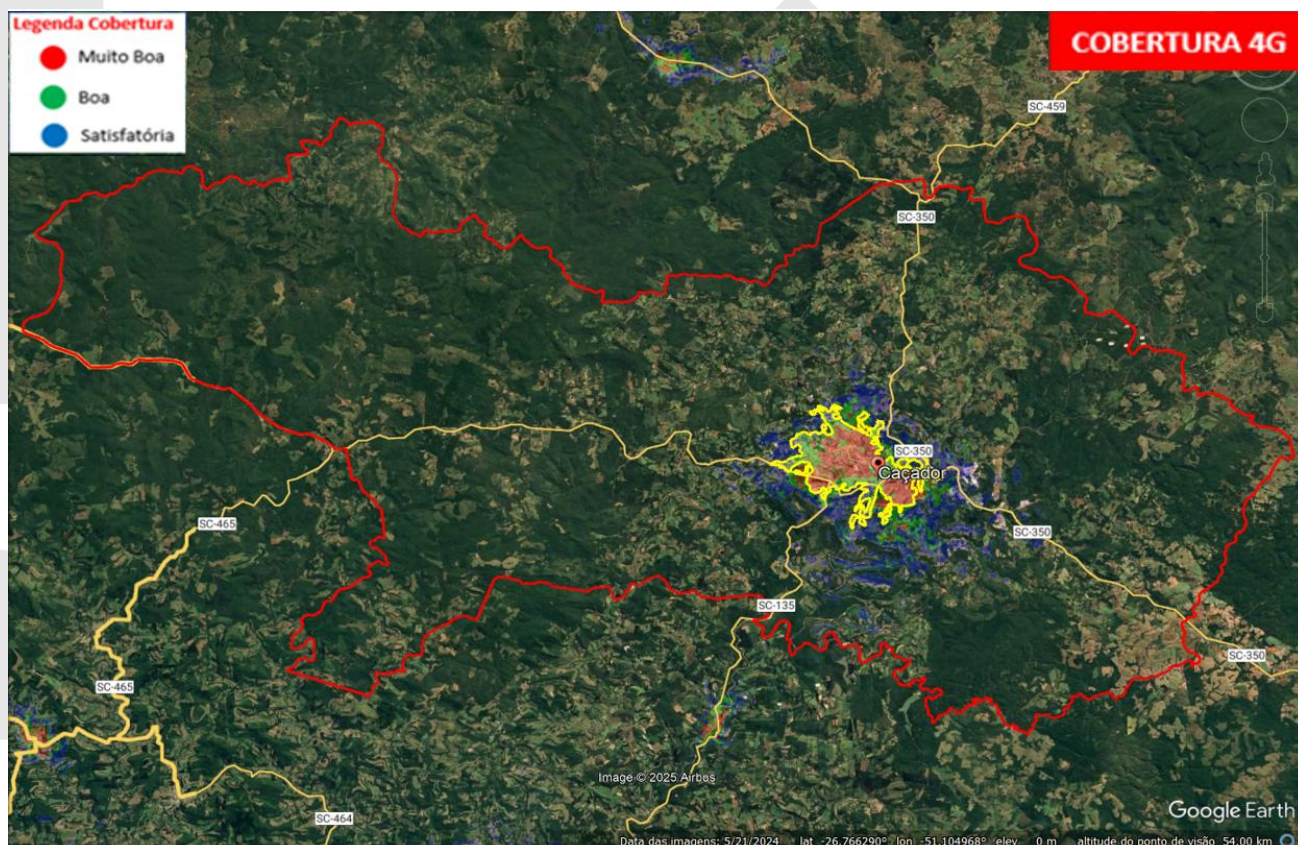 Legenda Cobertura
Muito Boa
Boa
Satisfatória
COBERTURA 4G
SC-459
SC-350
SC-350
Caçador
SC-465
SC-350
SC-135
SC-350
SC-465
Image © 2025 Airbus
Google Earth
SC-464
Data das imagens: 5/21/2024 lat -26.766290° lon -51.104968° elev 0 m altitude do ponto de visão 54.00 km